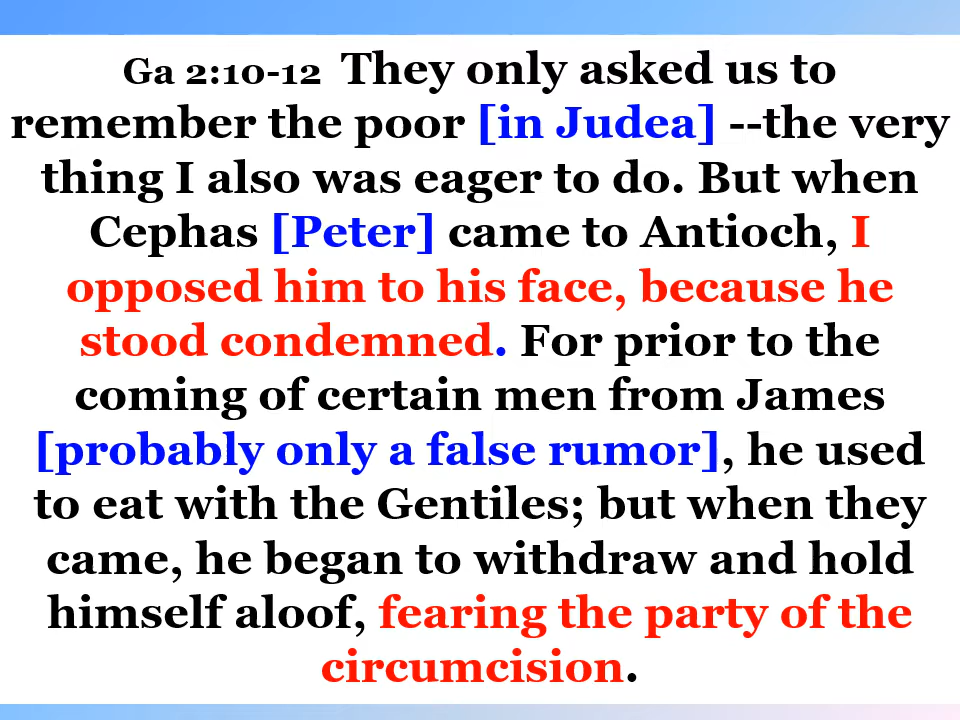 Ga 2:10-12 They only asked us to
remember the poor [in Judea] --the very
thing I also was eager to do. But when
Cephas [Peter] came to Antioch, I
opposed him to his face, because he
stood condemned. For prior to the
coming of certain men from James
[probably only a false rumor], he used
to eat with the Gentiles; but when they
came, he began to withdraw and hold
himself aloof, fearing the party of the
circumcision.